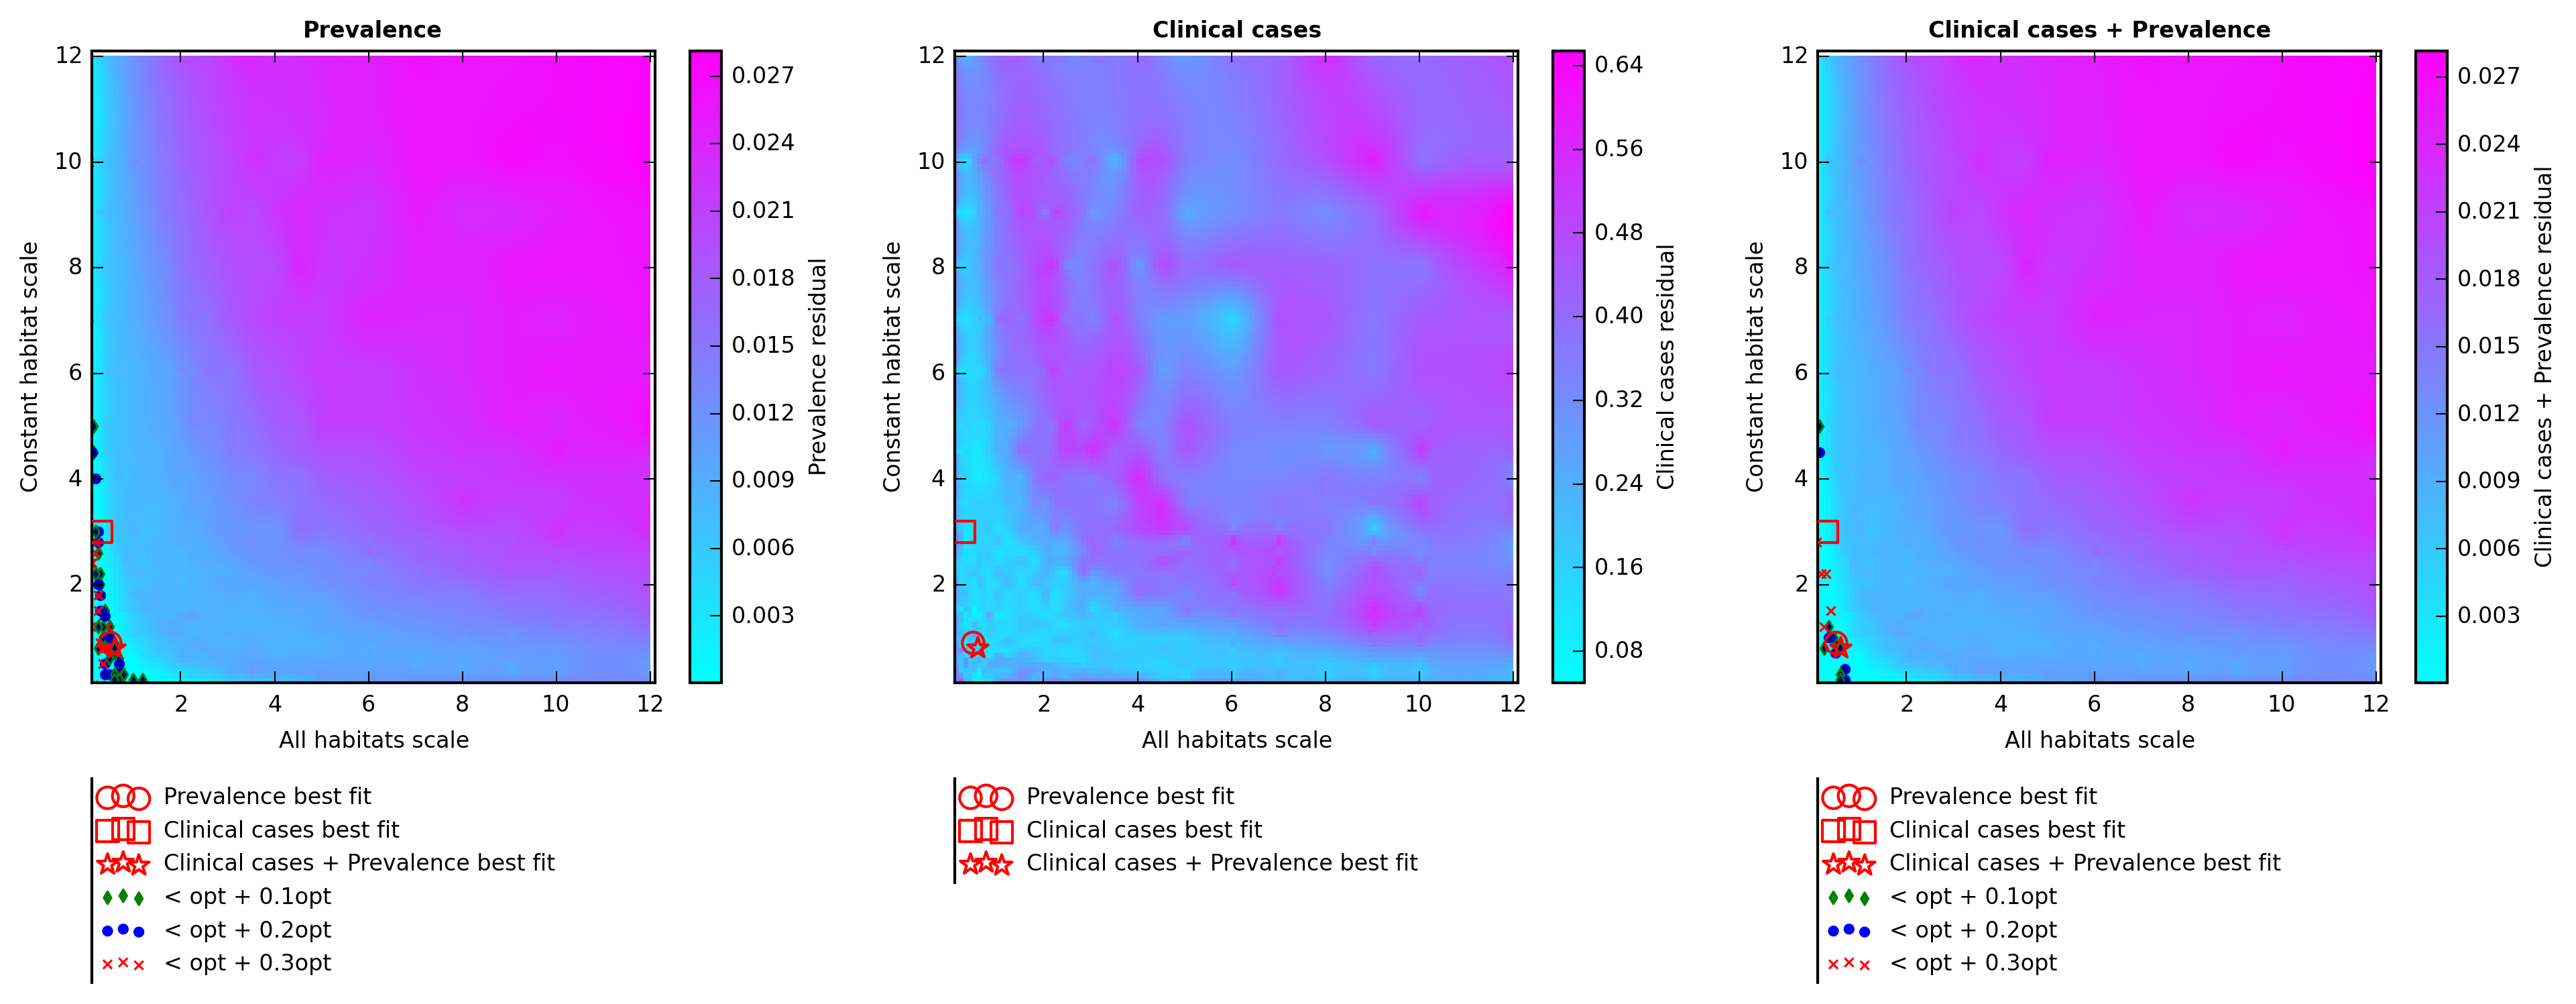 Prevalence
12
10
8
6
4
2
Constant habitat scale
2 4 6 8 10 12
All habitats scale
0.027
0.024
0.021
0.018
0.015
0.012
0.009
0.006
0.003
Prevalence residual
Prevalence best fit
Clinical cases best fit
Clinical cases + Prevalence best fit
< opt + 0.1opt
< opt + 0.2opt
< opt + 0.3opt
Clinical cases
12
10
8
6
4
2
Constant habitat scale
2 4 6 8 10 12
All habitats scale
0.64
0.56
0.48
0.40
0.32
0.24
0.16
0.08
Clinical cases residual
Prevalence best fit
Clinical cases best fit
Clinical cases + Prevalence best fit
Clinical cases + Prevalence
12
10
8
6
4
2
Constant habitat scale
2 4 6 8 10 12
All habitats scale
0.027
0.024
0.021
0.018
0.015
0.012
0.009
0.006
0.003
Clinical cases + Prevalence residual
Prevalence best fit
Clinical cases best fit
Clinical cases + Prevalence best fit
< opt + 0.1opt
< opt + 0.2opt
< opt + 0.3opt